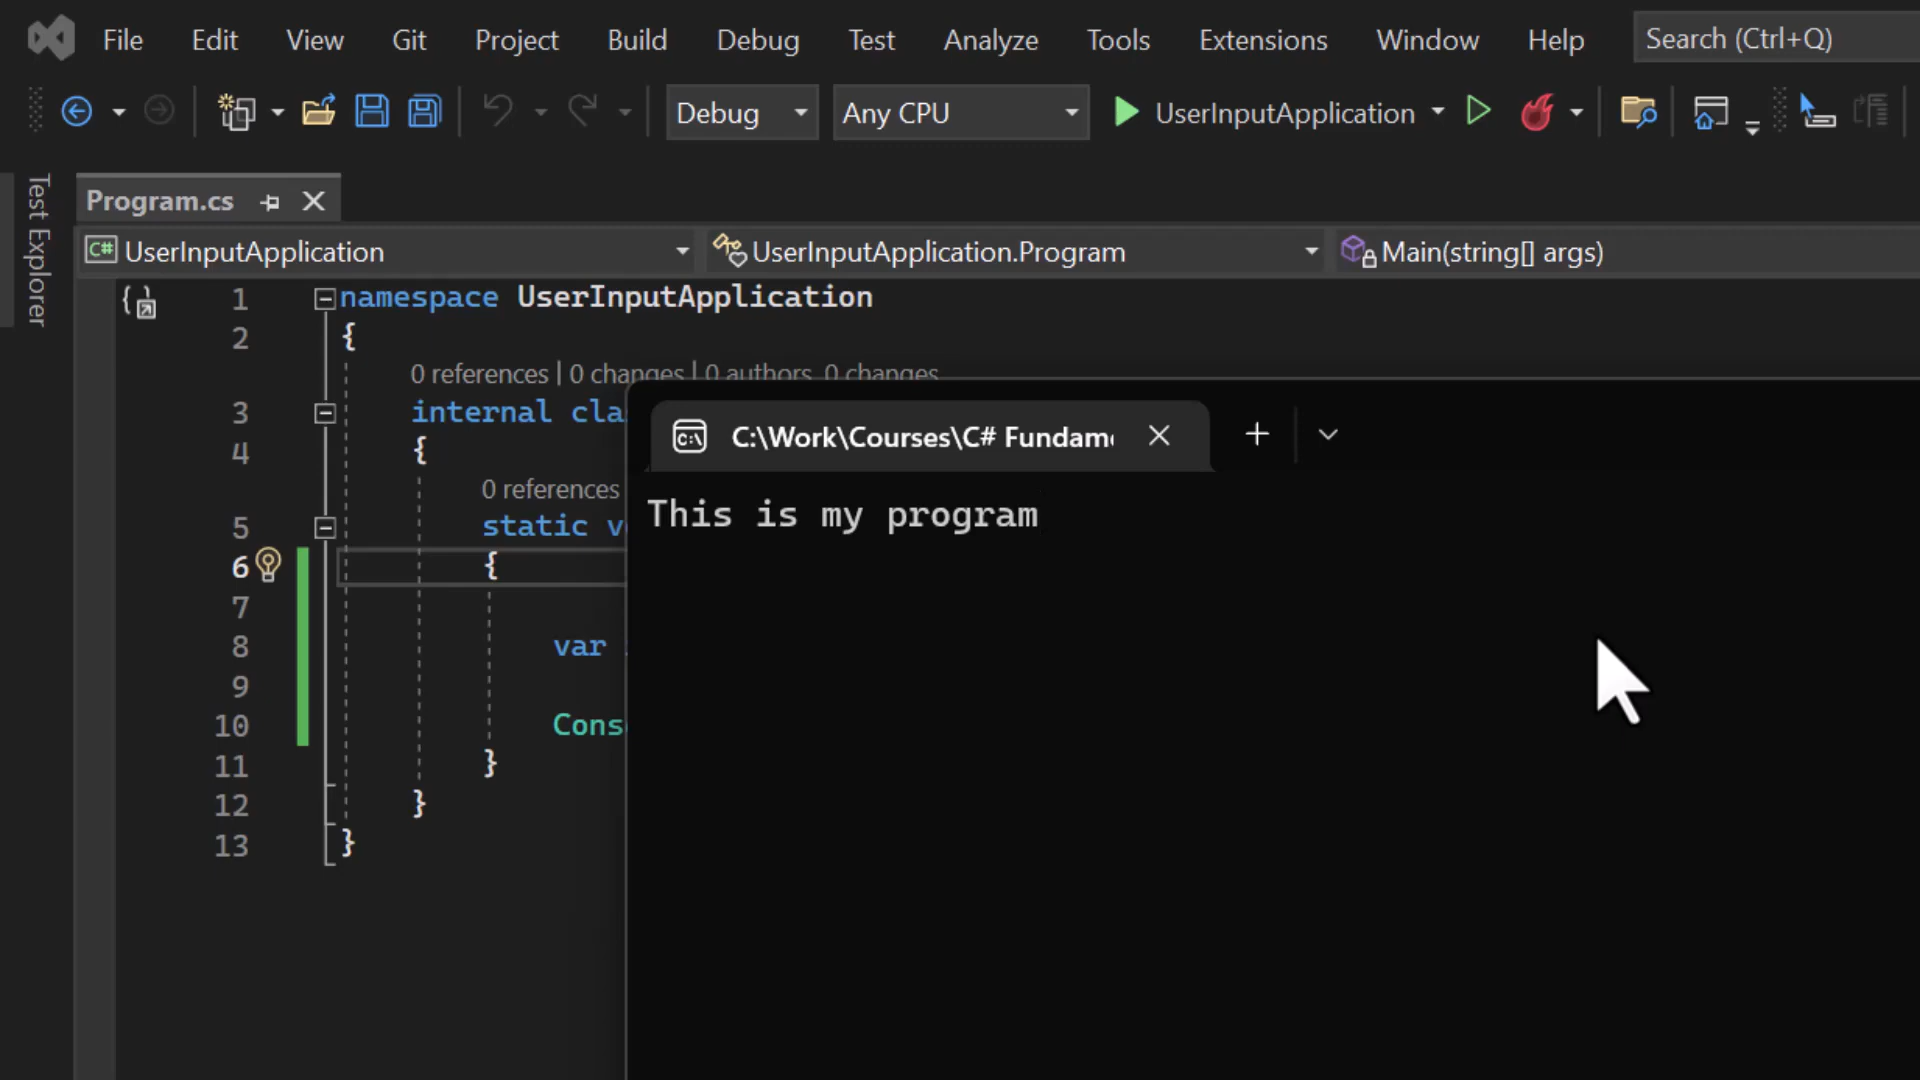 File Edit View Git Project Build Debug Test Analyze Tools Extensions Window Help Search (Ctrl+Q)
Debug Any CPU UserInputApplication
Test Explorer
Program.cs
C# UserInputApplication UserInputApplication.Program Main(string[] args)
1 namespace UserInputApplication
2 {
0 references | 0 changes | 0 authors, 0 changes
3 internal cla
4 {
0 references
5 static v
6 {
7
8 var
9
10 Cons
11 }
12 }
13 }
C:\Work\Courses\C# Fundam
This is my program